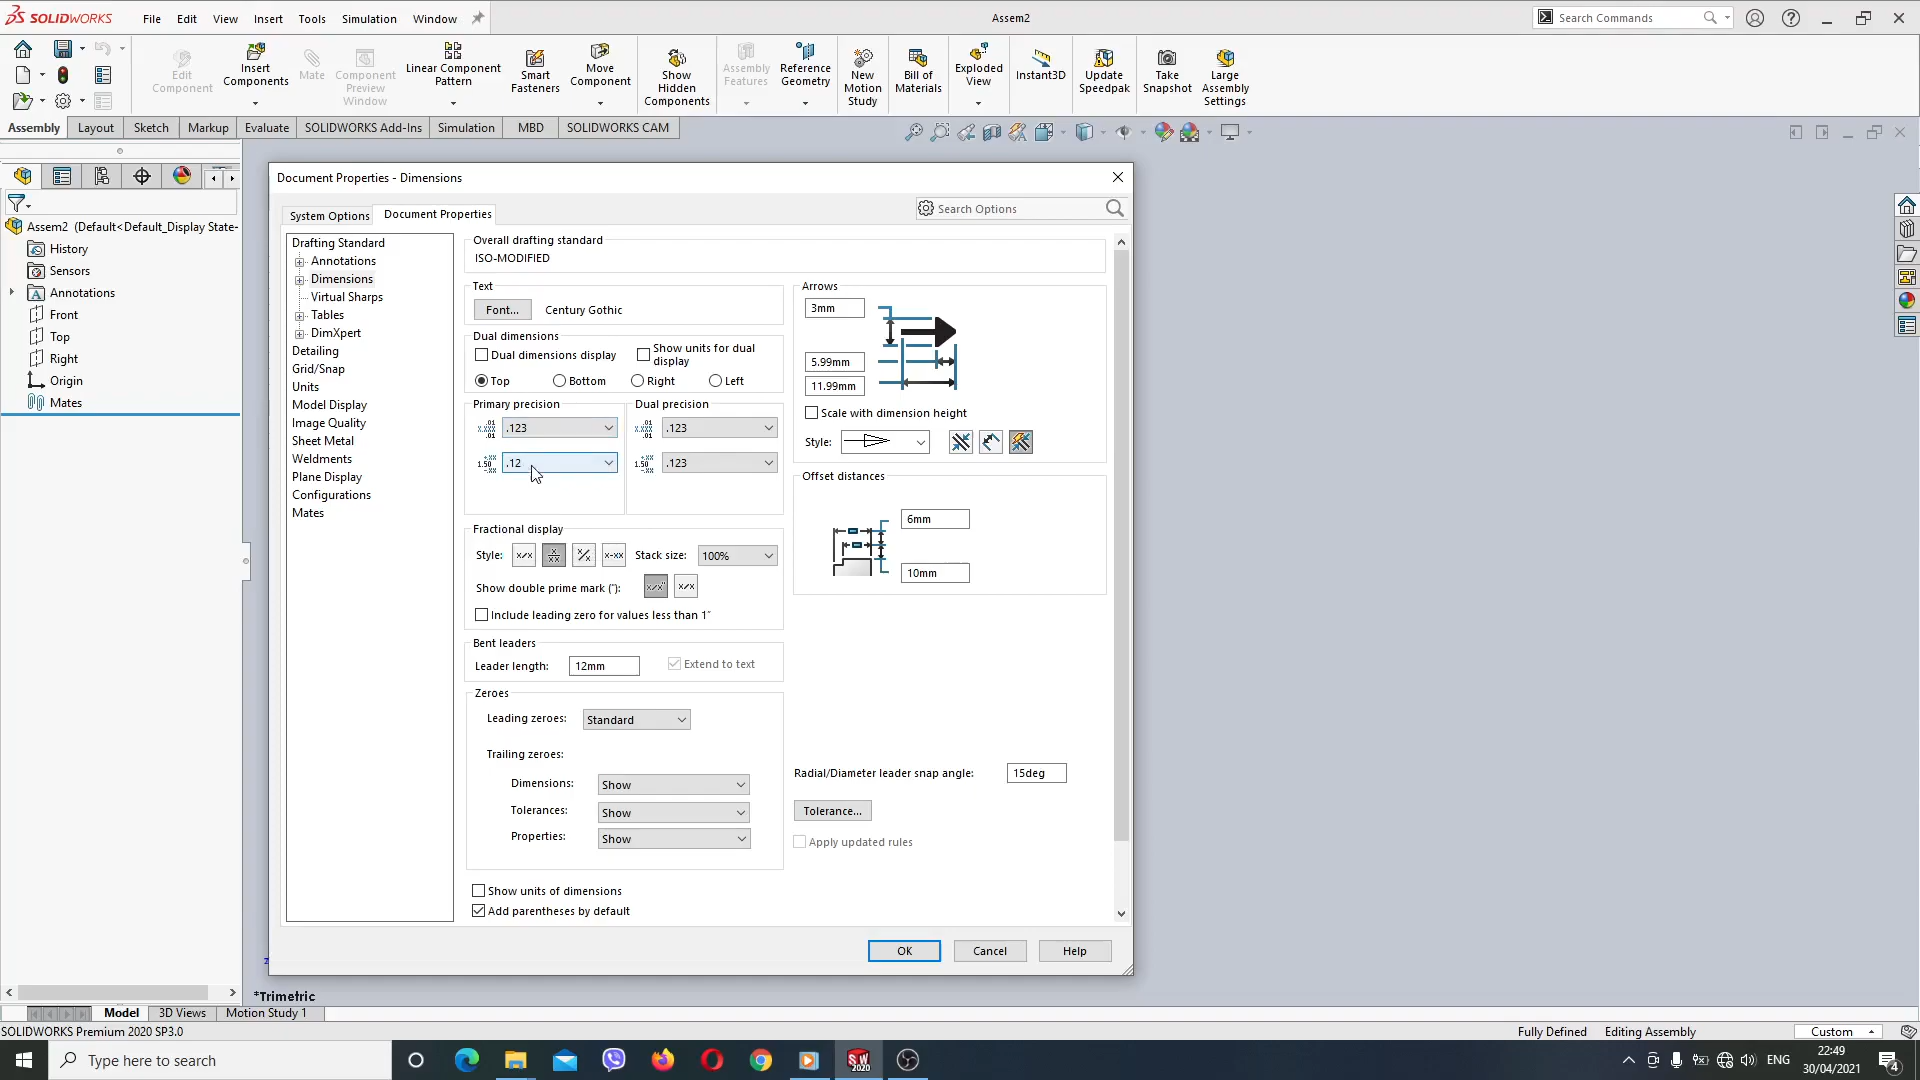 SOLIDWORKS File Edit View Insert Tools Simulation Window Assem2 Search Commands
Edit Component
Insert Components
Mate
Component Preview Window
Linear Component Pattern
Smart Fasteners
Move Component
Show Hidden Components
Assembly Features
Reference Geometry
New Motion Study
Bill of Materials
Exploded View
Instant3D
Update Speedpak
Take Snapshot
Large Assembly Settings
Assembly Layout Sketch Markup Evaluate SOLIDWORKS Add-Ins Simulation MBD SOLIDWORKS CAM
Assem2 (Default<Default_Display State-
History
Sensors
Annotations
Front
Top
Right
Origin
Mates
Document Properties - Dimensions
System Options Document Properties
Search Options
Drafting Standard
Annotations
Dimensions
Virtual Sharps
Tables
DimXpert
Detailing
Grid/Snap
Units
Model Display
Image Quality
Sheet Metal
Weldments
Plane Display
Configurations
Mates
Overall drafting standard
ISO-MODIFIED
Text
Font... Century Gothic
Dual dimensions
Dual dimensions display Show units for dual display
Top Bottom Right Left
Primary precision Dual precision
.123 .123
.12 .123
Fractional display
Style: Stack size: 100%
Show double prime mark ("):
Include leading zero for values less than 1"
Bent leaders
Leader length: 12mm Extend to text
Zeroes
Leading zeroes: Standard
Trailing zeroes:
Dimensions: Show
Tolerances: Show
Properties: Show
Show units of dimensions
Add parentheses by default
Arrows
3mm
5.99mm
11.99mm
Scale with dimension height
Style:
Offset distances
6mm
10mm
Radial/Diameter leader snap angle: 15deg
Tolerance...
Apply updated rules
OK Cancel Help
*Trimetric
Model 3D Views Motion Study 1
SOLIDWORKS Premium 2020 SP3.0 Fully Defined Editing Assembly Custom
Type here to search
ENG
22:49
30/04/2021
4